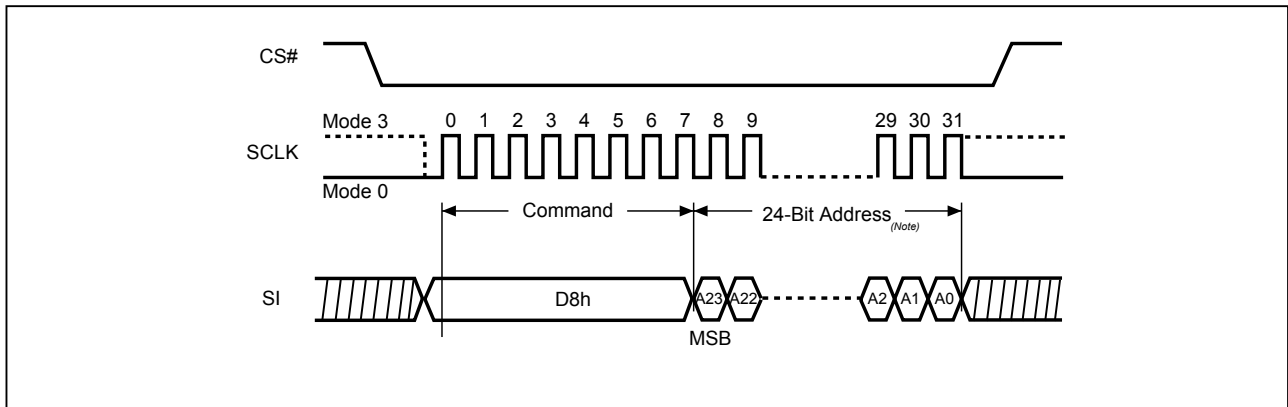 CS#
Mode 3
0 1 2 3 4 5 6 7 8 9 29 30 31
SCLK
Mode 0
Command 24-Bit Address (Note)
SI D8h A23 A22 A2 A1 A0
MSB